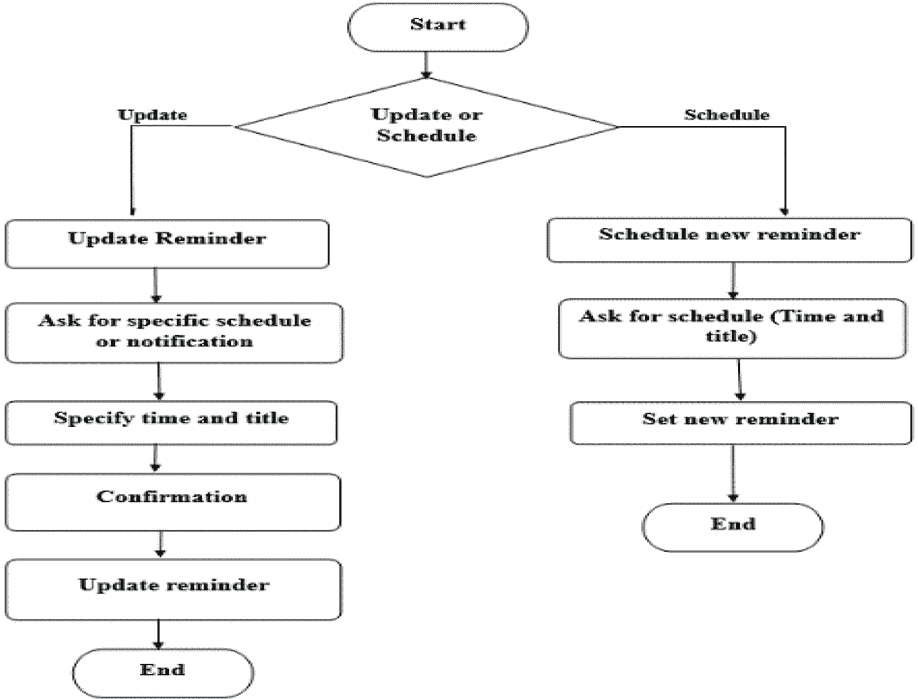 Start
Update or
Schedule
Update
Schedule
Update Reminder
Ask for specific schedule
or notification
Specify time and title
Confirmation
Update reminder
End
Schedule new reminder
Ask for schedule (Time and
title)
Set new reminder
End